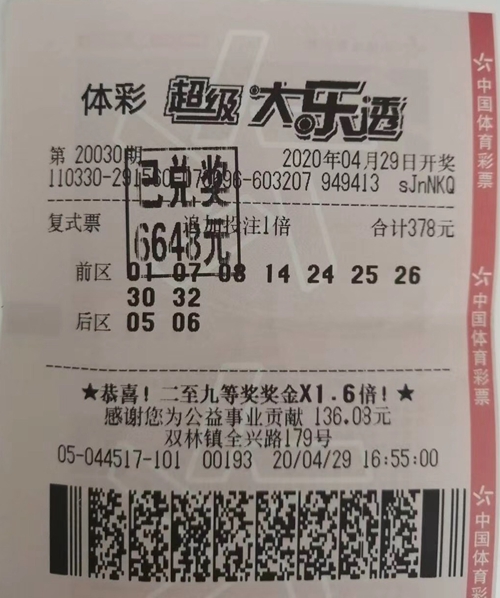 体彩 超级大乐透
第 20030期 2020年04月29日开奖
110330-291560-076696-603207 949413 sJnNKQ
已兑奖
6648元
复式票 追加投注1倍 合计378元
前区 01 07 08 14 24 25 26
30 32
后区 05 06
★恭喜!二至九等奖奖金X1.6倍!★
感谢您为公益事业贡献 136.08元
双林镇全兴路179号
05-044517-101 00193 20/04/29 16:55:00
中国体育彩票
中国体育彩票
中国体育彩票